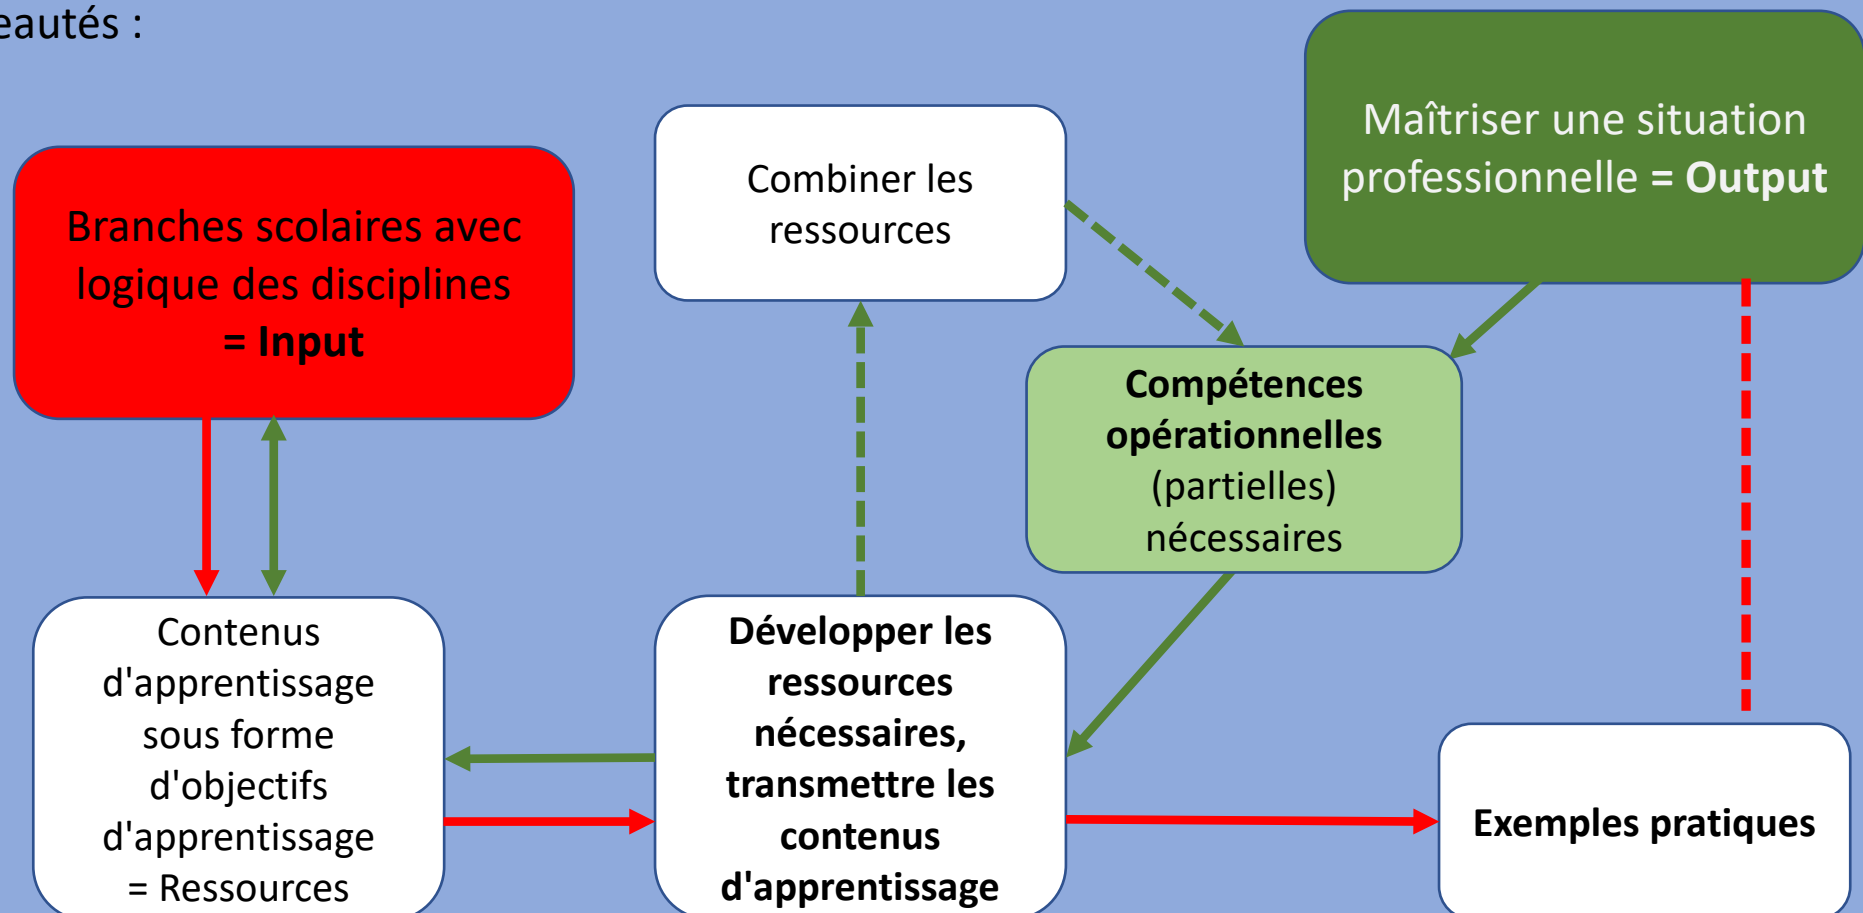 eautés :
Branches scolaires avec
logique des disciplines
= Input
Combiner les
ressources
Maîtriser une situation
professionnelle = Output
Compétences
opérationnelles
(partielles)
nécessaires
Contenus
d'apprentissage
sous forme
d'objectifs
d'apprentissage
= Ressources
Développer les
ressources
nécessaires,
transmettre les
contenus
d'apprentissage
Exemples pratiques